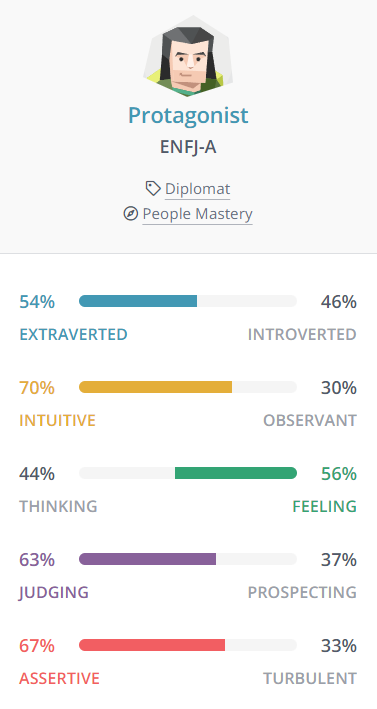 Protagonist
ENFJ-A
Diplomat
People Mastery
54% 46%
EXTRAVERTED INTROVERTED
70% 30%
INTUITIVE OBSERVANT
44% 56%
THINKING FEELING
63% 37%
JUDGING PROSPECTING
67% 33%
ASSERTIVE TURBULENT